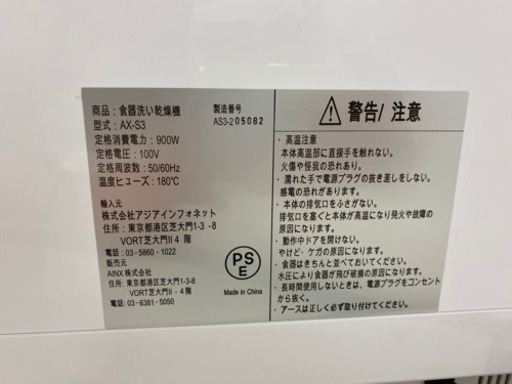 商品：食器洗い乾燥機
型式：AX-S3
定格消費電力：900W
定格電圧：100V
定格周波数：50/60Hz
温度ヒューズ：180℃
製造番号
AS3-205082
輸入元
株式会社アジアインフォネット
住所：東京都港区芝大門1-3 -8
VORT芝大門II 4 階
電話：03-5860-1022
販売元
AINX 株式会社
住所：東京都港区芝大門1-3-8
VORT芝大門II - 4階
電話：03-6381-5050
PS
E
Made in China
警告/ 注意
・高温注意
本体高温部に直接手を触れない。
火傷や怪我の恐れあり。
・濡れた手で電源プラグの抜き差しをしない。
感電の恐れがあります。
・本体の排気口をふさがない。
排気口を塞ぐと本体が高温になり発火や故障
の原因になります。
・動作中ドアを開けない。
やけど・ケガの原因になります。
・食器はきちんと並べておいてください。
水圧により食器が飛び破損の原因になります。
・長時間使用しないときは、電源プラグをコンセント
から抜く。
・アースは正しく必ず取り付けてください。